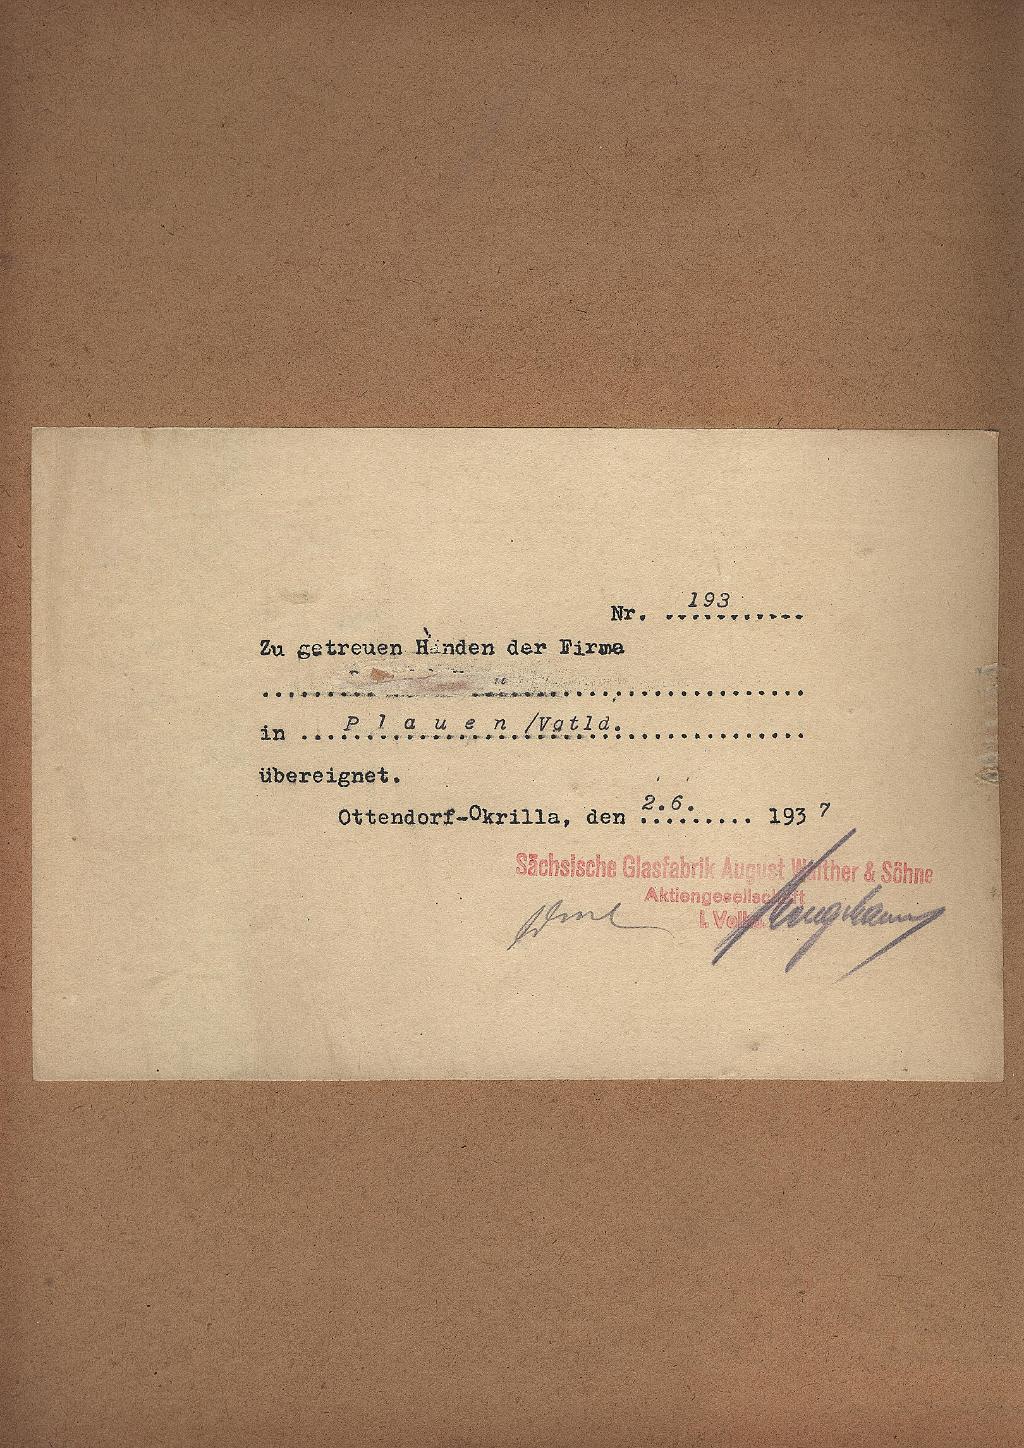 Nr. 193
Zu getreuen Händen der Firma
in Plauen/Vgtld.
übereignet.
Ottendorf-Okrilla, den 2.6. 1937
Sächsische Glasfabrik August Walther & Söhne
Aktiengesellschaft